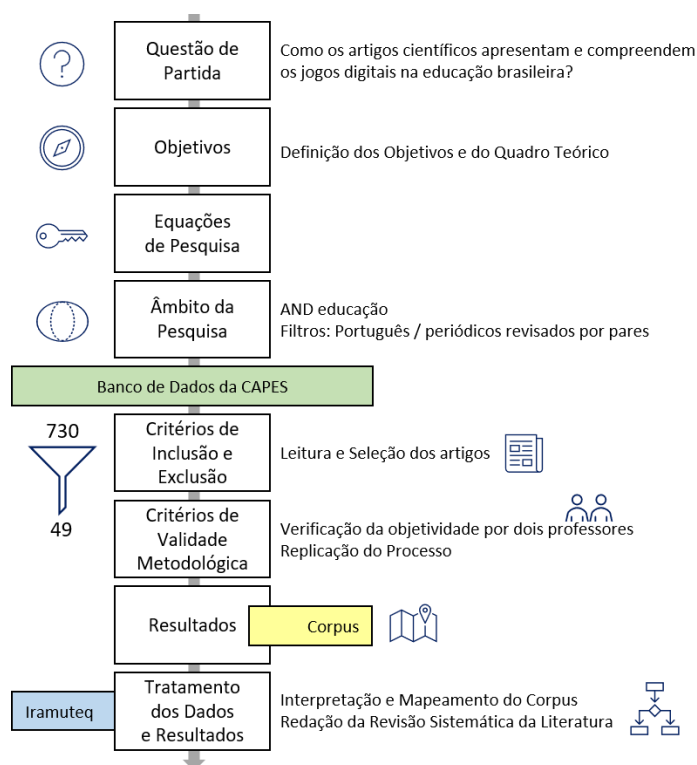 Questão de
Partida
Como os artigos científicos apresentam e compreendem
os jogos digitais na educação brasileira?
Objetivos
Definição dos Objetivos e do Quadro Teórico
Equações
de Pesquisa
Âmbito da
Pesquisa
AND educação
Filtros: Português / periódicos revisados por pares
Banco de Dados da CAPES
730
49
Critérios de
Inclusão e
Exclusão
Leitura e Seleção dos artigos
Critérios de
Validade
Metodológica
Verificação da objetividade por dois professores
Replicação do Processo
Resultados
Corpus
Iramuteq
Tratamento
dos Dados
e Resultados
Interpretação e Mapeamento do Corpus
Redação da Revisão Sistemática da Literatura